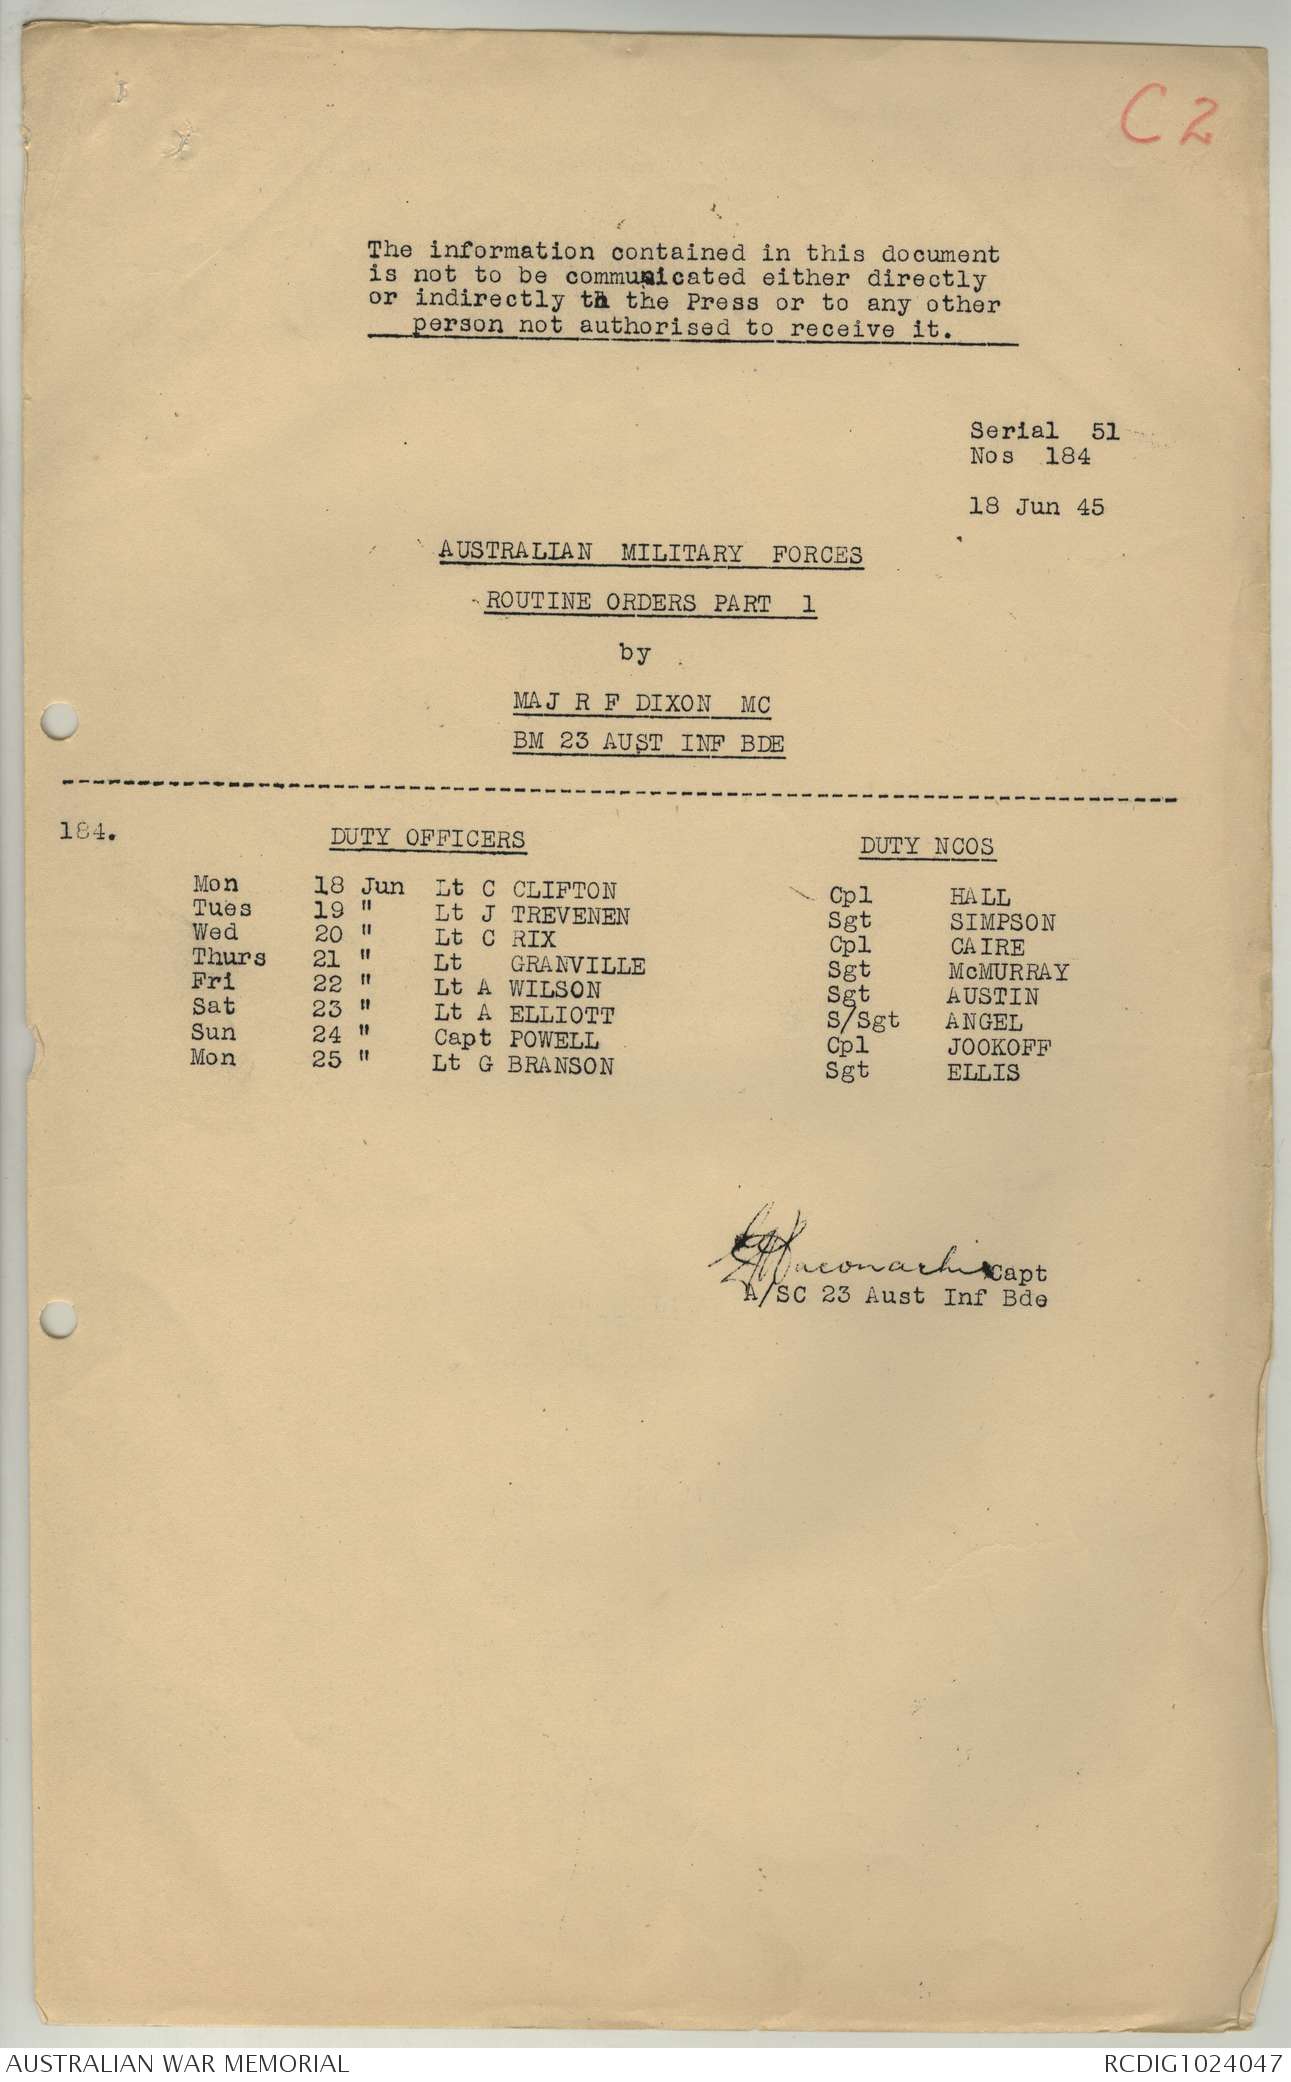 C 2
The information contained in this document
is not to be communicated either directly
or indirectly th the Press or to any other
person not authorised to receive it.
Serial 51
Nos 184
18 Jun 45
AUSTRALIAN MILITARY FORCES
ROUTINE ORDERS PART 1
by
MAJ R F DIXON MC
BM 23 AUST INF BDE
184. DUTY OFFICERS DUTY NCOS
Mon 18 Jun Lt C CLIFTON Cpl HALL
Tues 19 " Lt J TREVENEN Sgt SIMPSON
Wed 20 " Lt C RIX Cpl CAIRE
Thurs 21 " Lt GRANVILLE Sgt McMURRAY
Fri 22 " Lt A WILSON Sgt AUSTIN
Sat 23 " Lt A ELLIOTT S/Sgt ANGEL
Sun 24 " Capt POWELL Cpl JOOKOFF
Mon 25 " Lt G BRANSON Sgt ELLIS
Capt
A/SC 23 Aust Inf Bde
AUSTRALIAN WAR MEMORIAL RCDIG1024047